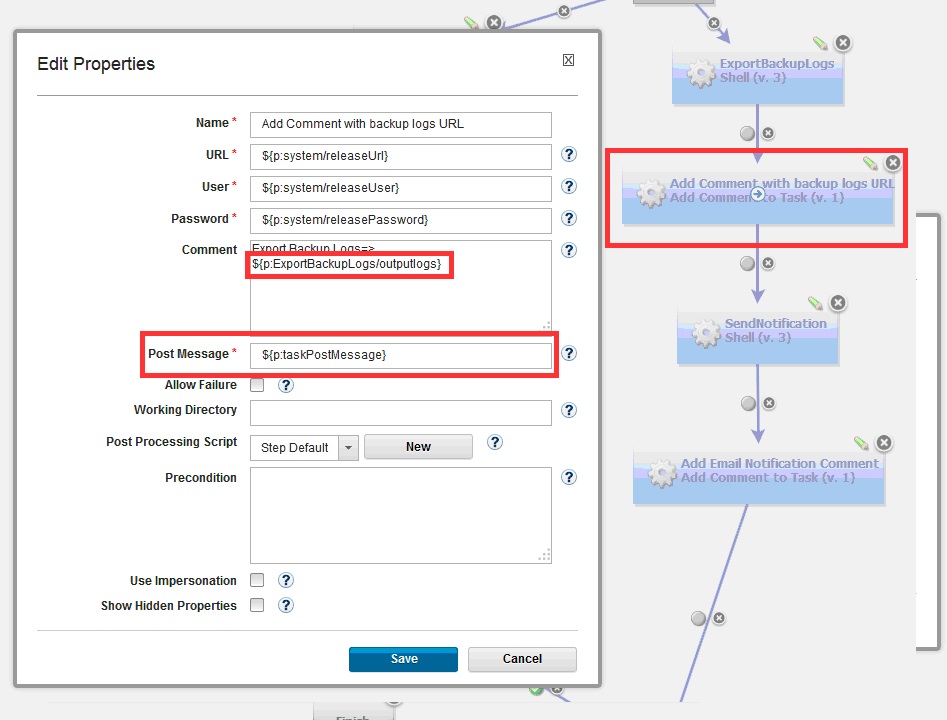 Edit Properties
Name *
Add Comment with backup logs URL
URL *
${p:system/releaseUrl}
?
User *
${p:system/releaseUser}
?
Password *
${p:system/releasePassword}
?
Comment
Export Backup Logs=>
${p:ExportBackupLogs/outputlogs}
?
Post Message *
${p:taskPostMessage}
?
Allow Failure
?
Working Directory
?
Post Processing Script
Step Default
New
?
Precondition
?
Use Impersonation
?
Show Hidden Properties
?
Save
Cancel
ExportBackupLogs
Shell (v. 3)
Add Comment with backup logs URL
Add Comment to Task (v. 1)
SendNotification
Shell (v. 3)
Add Email Notification Comment
Add Comment to Task (v. 1)
Finish